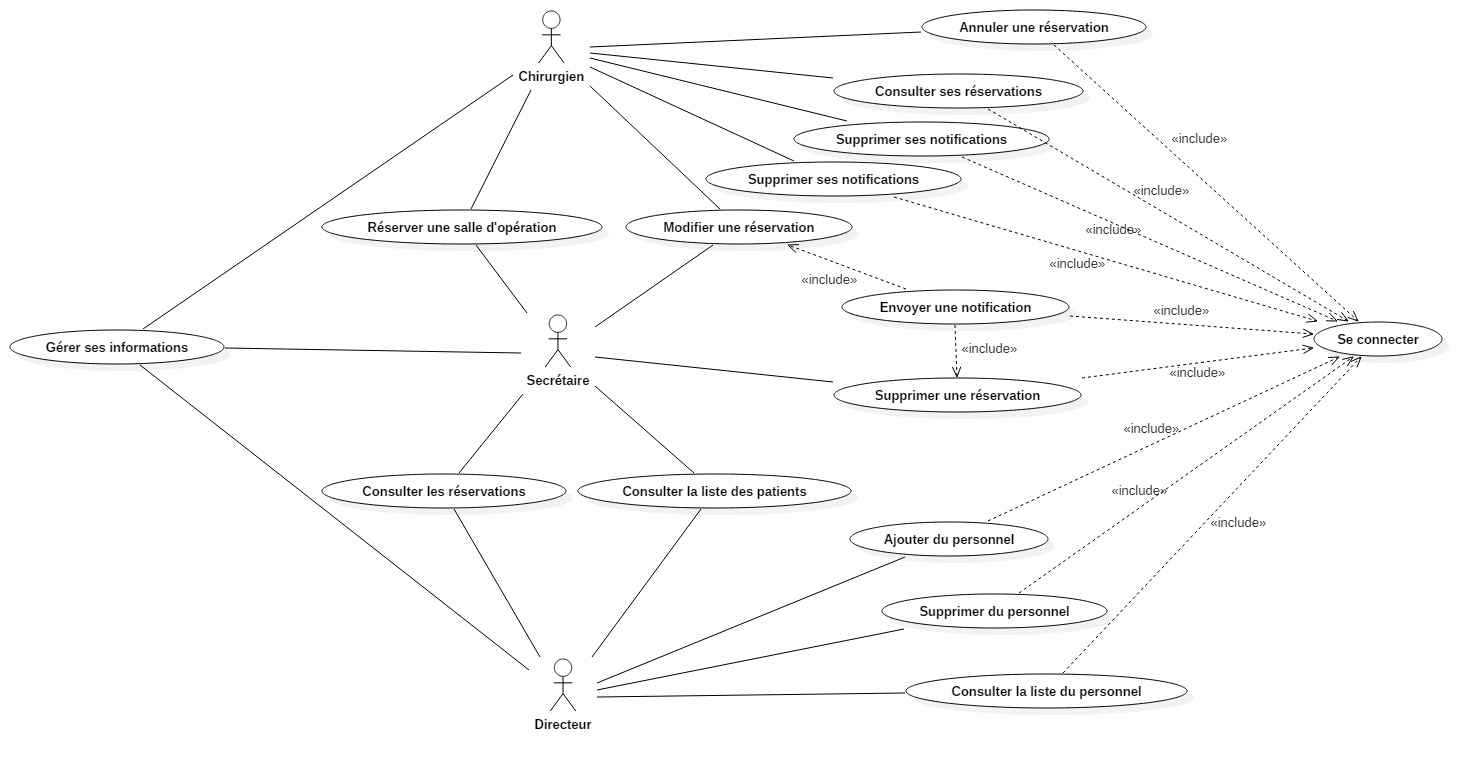 Annuler une réservation
Chirurgien
Consulter ses réservations
Supprimer ses notifications
«include»
Supprimer ses notifications
«include»
Réserver une salle d'opération
Modifier une réservation
«include»
«include»
«include»
Envoyer une notification
«include»
Gérer ses informations
«include»
Se connecter
Secrétaire
«include»
Supprimer une réservation
«include»
Consulter les réservations
Consulter la liste des patients
«include»
«include»
Ajouter du personnel
Supprimer du personnel
Consulter la liste du personnel
Directeur